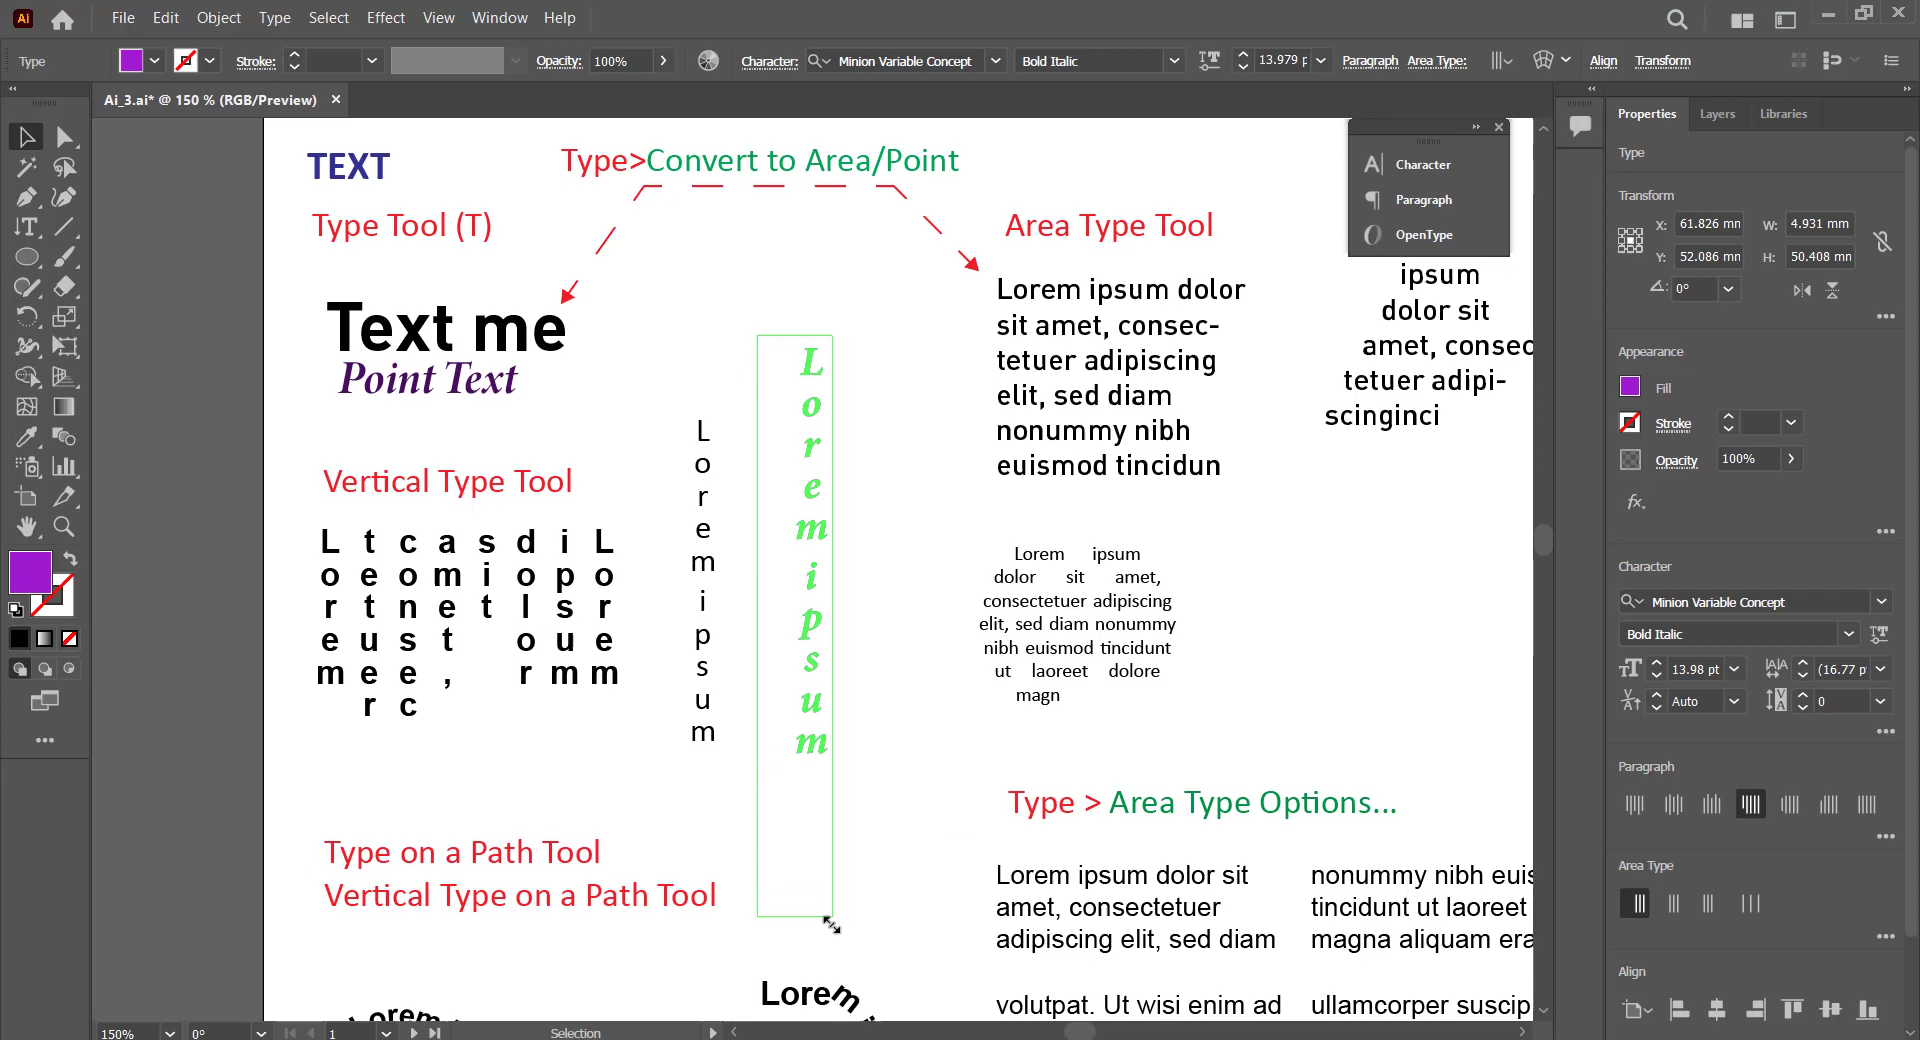 Ai
File Edit Object Type Select Effect View Window Help
Type Stroke: Opacity: 100% Character: Minion Variable Concept Bold Italic 13.979 p Paragraph Area Type: Align Transform
Ai_3.ai* @ 150 % (RGB/Preview)
TEXT
Type>Convert to Area/Point
Type Tool (T)
Area Type Tool
Text me
Point Text
Lorem ipsum dolor
sit amet, consec-
tetuer adipiscing
elit, sed diam
nonummy nibh
euismod tincidun
Character
Paragraph
OpenType
ipsum
dolor sit
amet, consec
tetuer adipi-
scinginci
Vertical Type Tool
L t c a s d i L
o e o m i o p o
r t n e t l s r
e u s t o u e
m e e , r m m
r c
L
o
r
e
m
i
p
s
u
m
L
o
r
e
m
i
p
s
u
m
Lorem ipsum
dolor sit amet,
consectetuer adipiscing
elit, sed diam nonummy
nibh euismod tincidunt
ut laoreet dolore
magn
Type > Area Type Options...
Type on a Path Tool
Vertical Type on a Path Tool
Lorem ipsum dolor sit
amet, consectetuer
adipiscing elit, sed diam
volutpat. Ut wisi enim ad
nonummy nibh euis
tincidunt ut laoreet
magna aliquam era
ullamcorper suscip
Lorem
Lorem i
150% 0° 1 Selection
Properties Layers Libraries
Type
Transform
X: 61.826 mm W: 4.931 mm
Y: 52.086 mm H: 50.408 mm
0°
Appearance
Fill
Stroke
Opacity 100%
fx.
Character
Minion Variable Concept
Bold Italic
13.98 pt (16.77 p
Auto 0
Paragraph
Area Type
Align